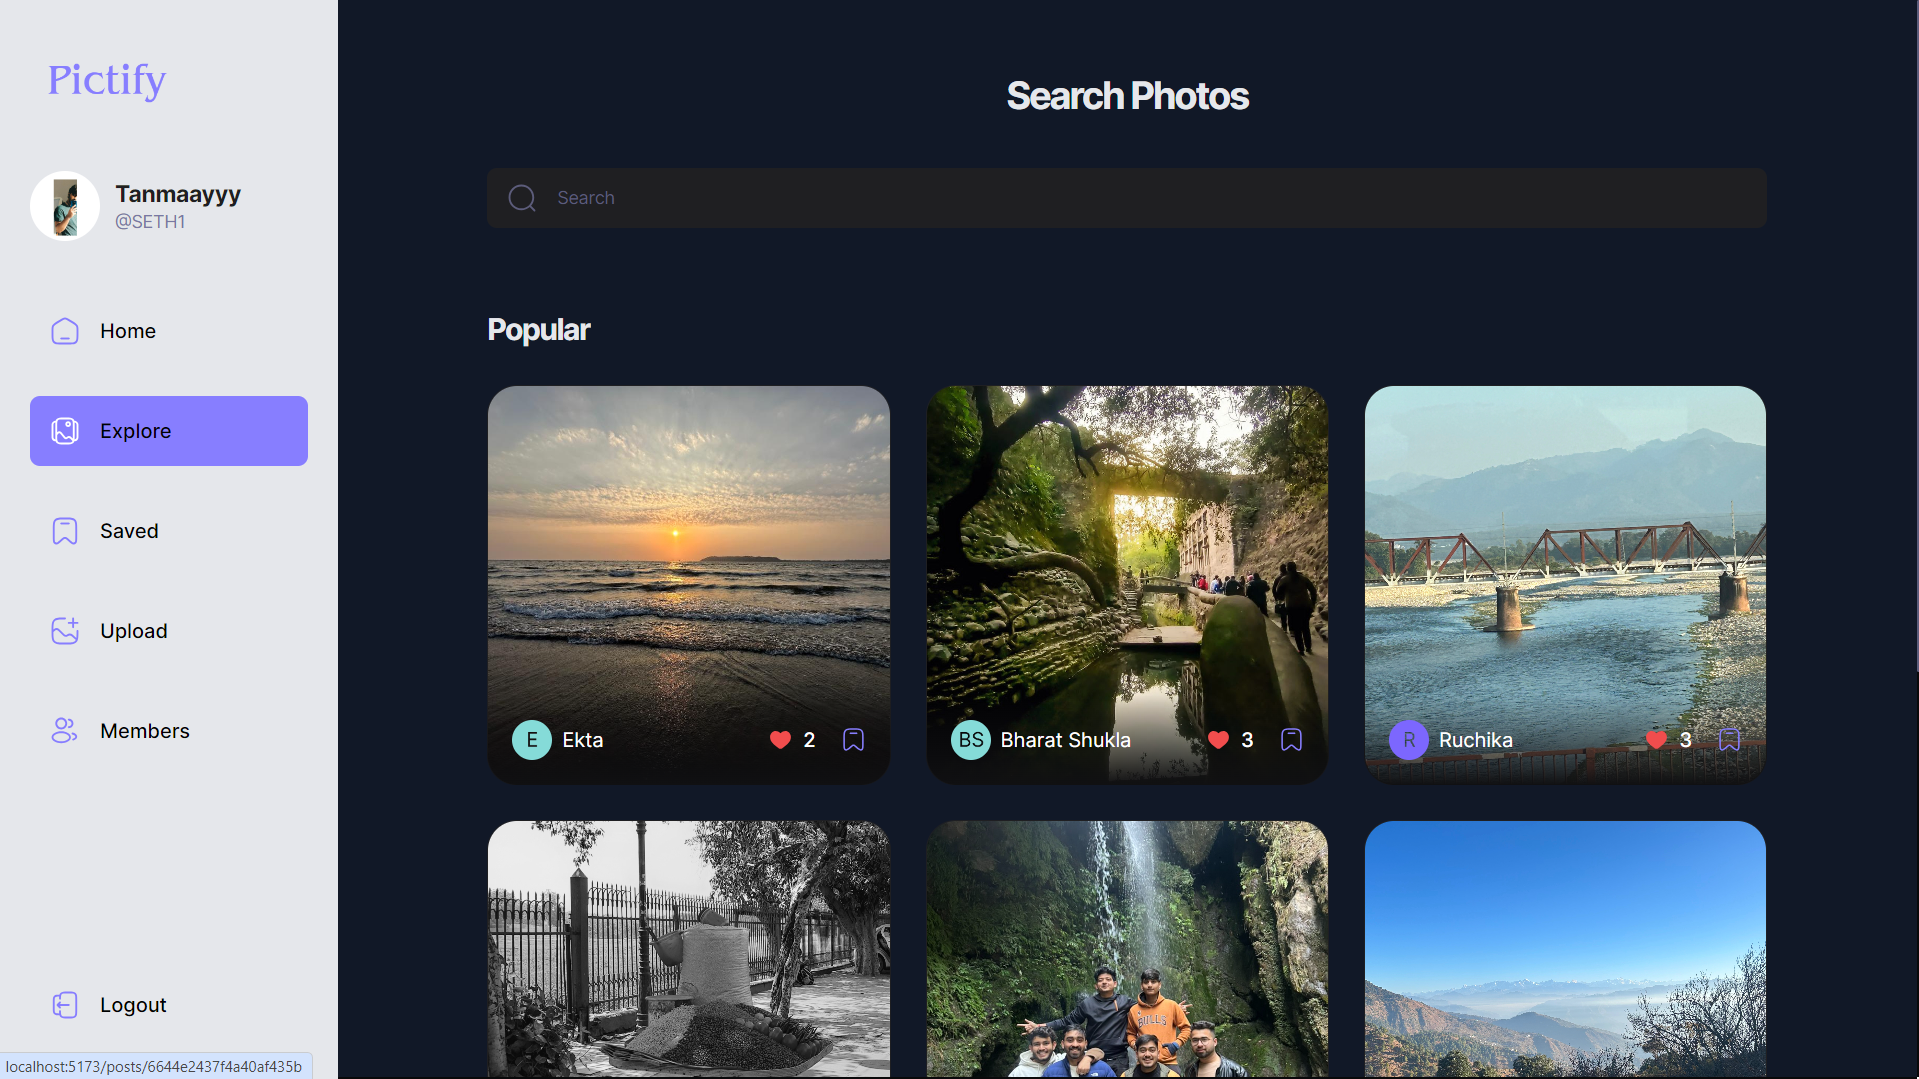 Pictify
Tanmaayyy
@SETH1
Home
Explore
Saved
Upload
Members
Logout
Search Photos
Search
Popular
E Ekta 2
BS Bharat Shukla 3
R Ruchika 3
BULLS
localhost:5173/posts/6644e2437f4a40af435b